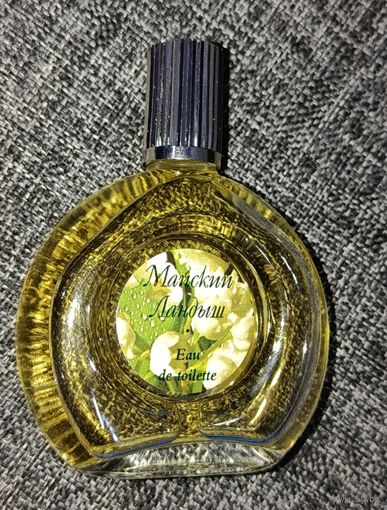 Майский
Ландыш
Eau
de toilette